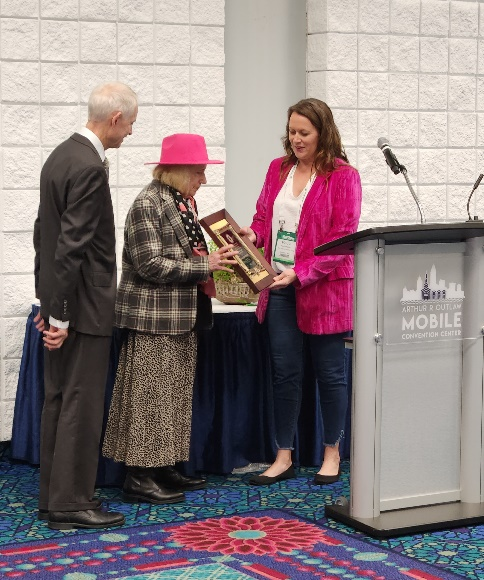 ARTHUR R. OUTLAW
MOBILE
CONVENTION CENTER